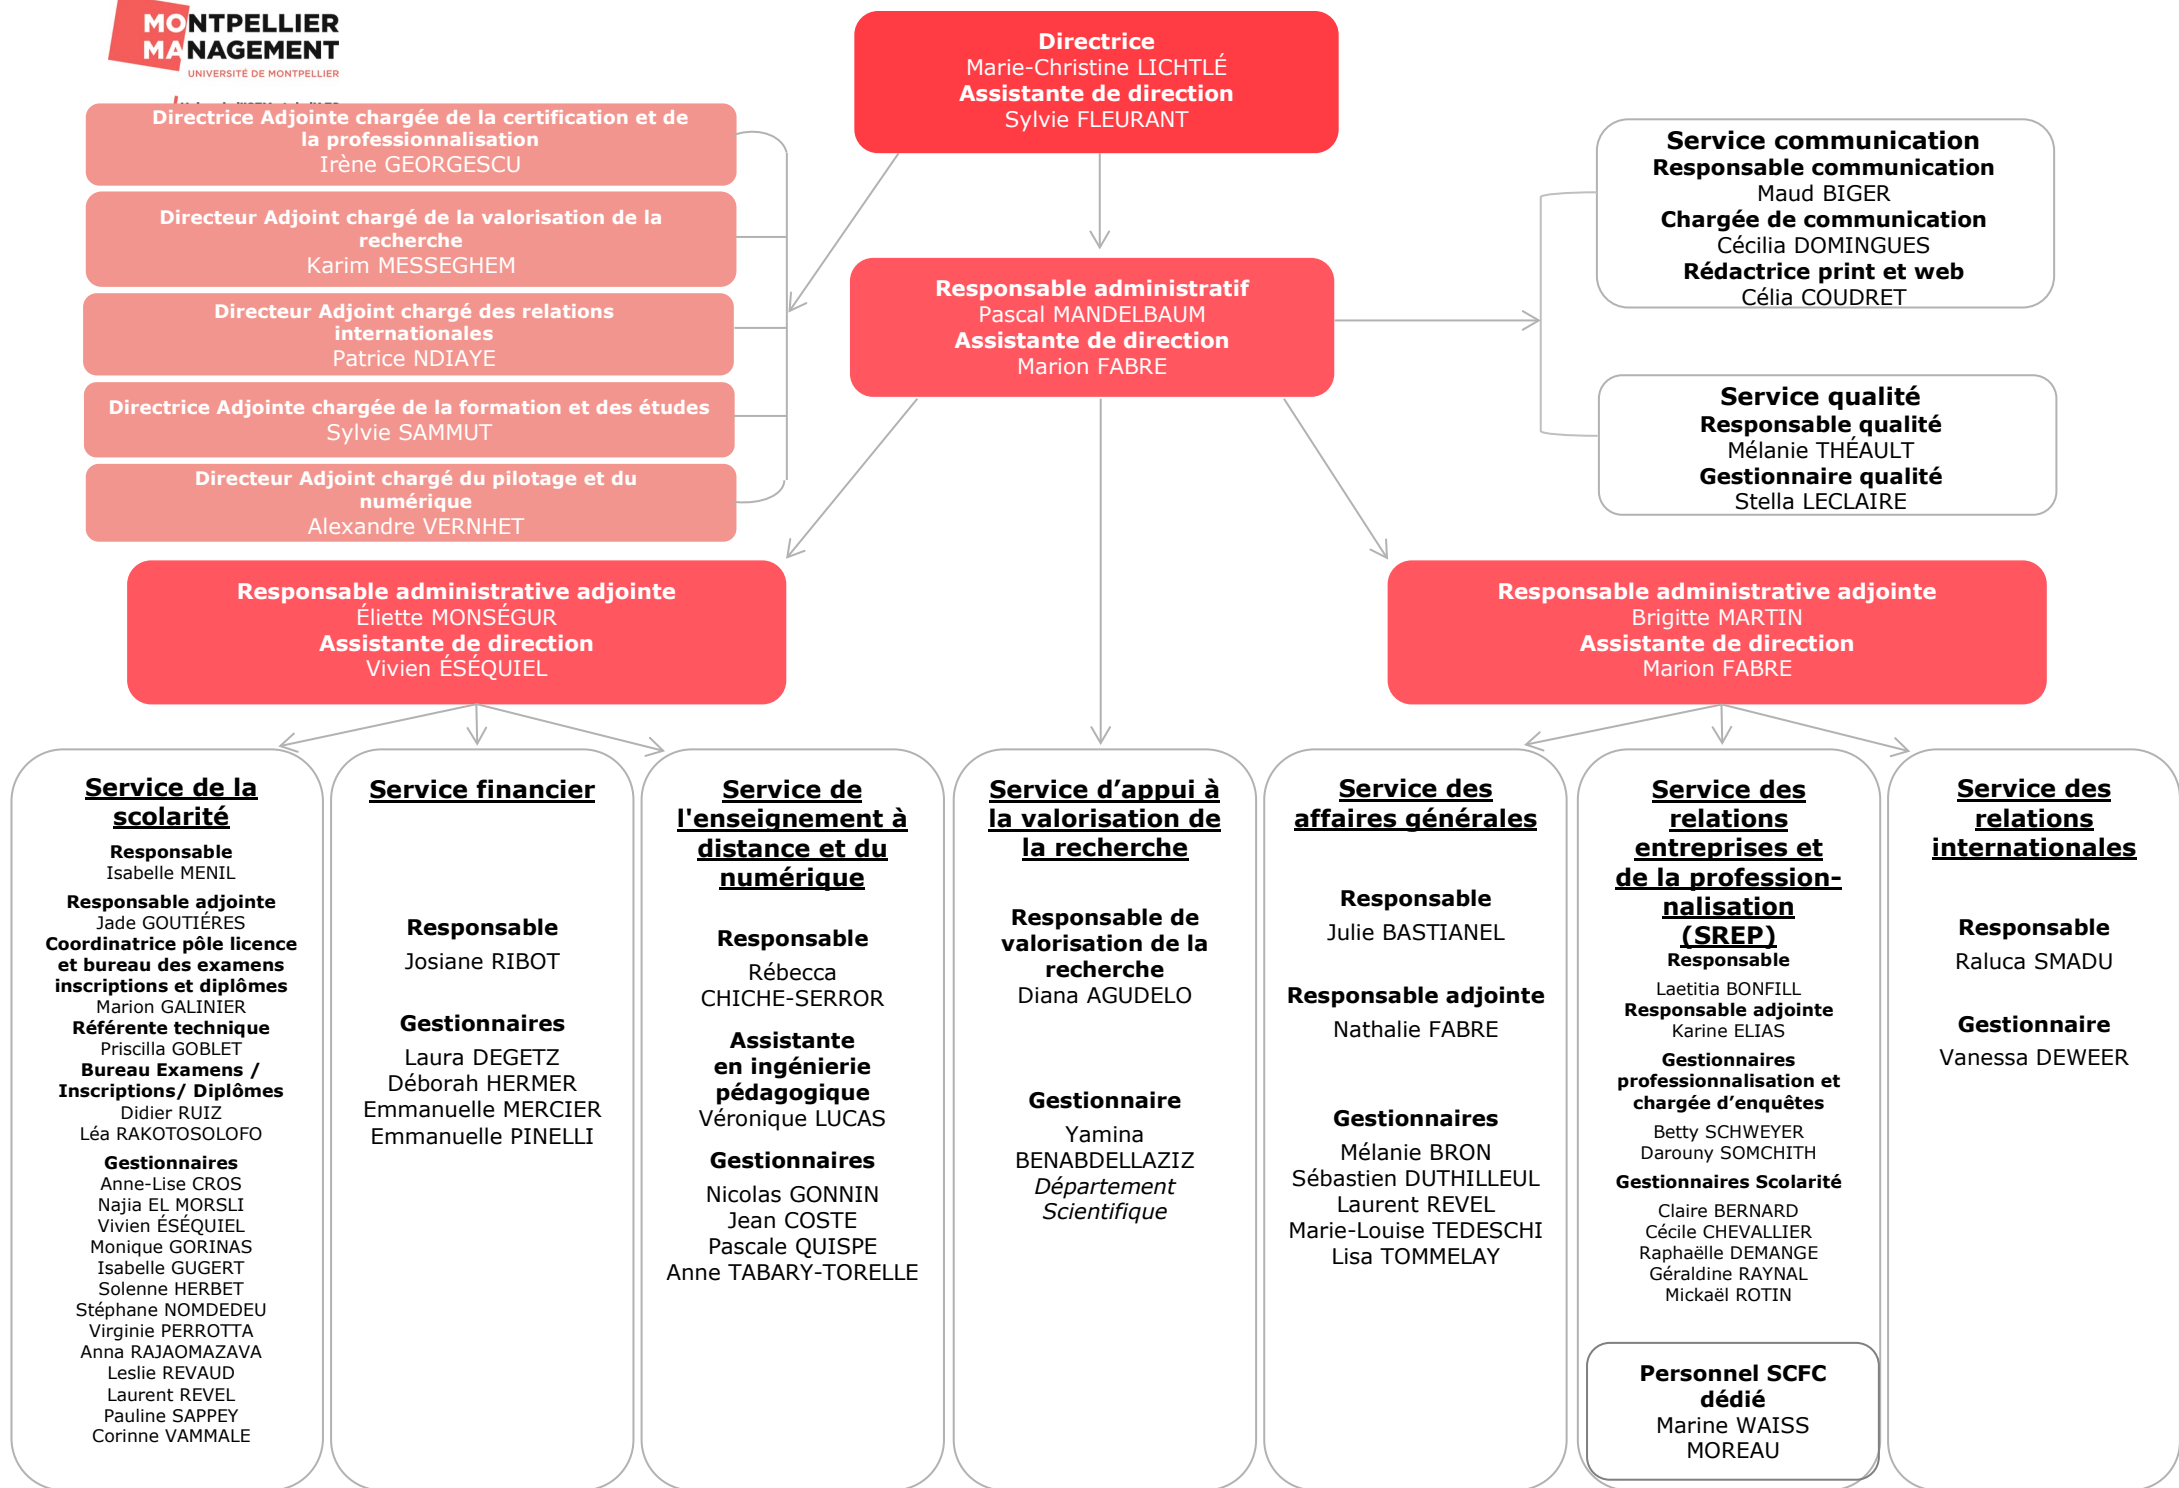 MONTPELLIER
MANAGEMENT
UNIVERSITÉ DE MONTPELLIER
Directrice
Marie-Christine LICHTLÉ
Assistante de direction
Sylvie FLEURANT
Directrice Adjointe chargée de la certification et de
la professionnalisation
Irène GEORGESCU
Directeur Adjoint chargé de la valorisation de la
recherche
Karim MESSEGHEM
Directeur Adjoint chargé des relations
internationales
Patrice NDIAYE
Directrice Adjointe chargée de la formation et des études
Sylvie SAMMUT
Directeur Adjoint chargé du pilotage et du
numérique
Alexandre VERNHET
Responsable administratif
Pascal MANDELBAUM
Assistante de direction
Marion FABRE
Service communication
Responsable communication
Maud BIGER
Chargée de communication
Cécilia DOMINGUES
Rédactrice print et web
Célia COUDRET
Service qualité
Responsable qualité
Mélanie THÉAULT
Gestionnaire qualité
Stella LECLAIRE
Responsable administrative adjointe
Éliette MONSÉGUR
Assistante de direction
Vivien ÉSÉQUIEL
Responsable administrative adjointe
Brigitte MARTIN
Assistante de direction
Marion FABRE
Service de la
scolarité
Responsable
Isabelle MENIL
Responsable adjointe
Jade GOUTIÉRES
Coordinatrice pôle licence
et bureau des examens
inscriptions et diplômes
Marion GALINIER
Référente technique
Priscilla GOBLET
Bureau Examens /
Inscriptions/ Diplômes
Didier RUIZ
Léa RAKOTOSOLOFO
Gestionnaires
Anne-Lise CROS
Najia EL MORSLI
Vivien ÉSÉQUIEL
Monique GORINAS
Isabelle GUGERT
Solenne HERBET
Stéphane NOMDEDEU
Virginie PERROTTA
Anna RAJAOMAZAVA
Leslie REVAUD
Laurent REVEL
Pauline SAPPEY
Corinne VAMMALE
Service financier
Responsable
Josiane RIBOT
Gestionnaires
Laura DEGETZ
Déborah HERMER
Emmanuelle MERCIER
Emmanuelle PINELLI
Service de
l'enseignement à
distance et du
numérique
Responsable
Rébecca
CHICHE-SERROR
Assistante
en ingénierie
pédagogique
Véronique LUCAS
Gestionnaires
Nicolas GONNIN
Jean COSTE
Pascale QUISPE
Anne TABARY-TORELLE
Service d’appui à
la valorisation de
la recherche
Responsable de
valorisation de la
recherche
Diana AGUDELO
Gestionnaire
Yamina
BENABDELLAZIZ
Département
Scientifique
Service des
affaires générales
Responsable
Julie BASTIANEL
Responsable adjointe
Nathalie FABRE
Gestionnaires
Mélanie BRON
Sébastien DUTHILLEUL
Laurent REVEL
Marie-Louise TEDESCHI
Lisa TOMMELAY
Service des
relations
entreprises et
de la profession-
nalisation
(SREP)
Responsable
Laetitia BONFILL
Responsable adjointe
Karine ELIAS
Gestionnaires
professionnalisation et
chargée d’enquêtes
Betty SCHWEYER
Darouny SOMCHITH
Gestionnaires Scolarité
Claire BERNARD
Cécile CHEVALLIER
Raphaëlle DEMANGE
Géraldine RAYNAL
Mickaël ROTIN
Personnel SCFC
dédié
Marine WAISS
MOREAU
Service des
relations
internationales
Responsable
Raluca SMADU
Gestionnaire
Vanessa DEWEER